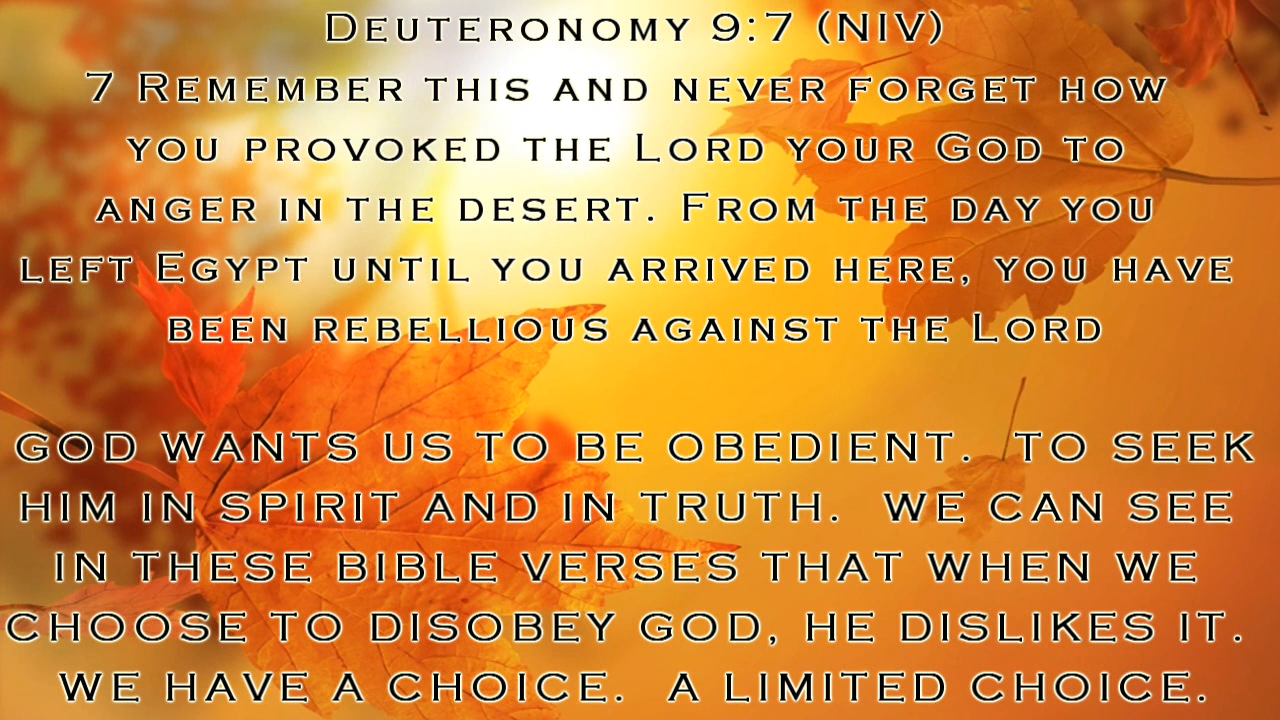 Deuteronomy 9:7 (NIV)
7 Remember this and never forget how
you provoked the Lord your God to
anger in the desert. From the day you
left Egypt until you arrived here, you have
been rebellious against the Lord
GOD WANTS US TO BE OBEDIENT.  TO SEEK
HIM IN SPIRIT AND IN TRUTH.  WE CAN SEE
IN THESE BIBLE VERSES THAT WHEN WE
CHOOSE TO DISOBEY GOD, HE DISLIKES IT.
WE HAVE A CHOICE.  A LIMITED CHOICE.